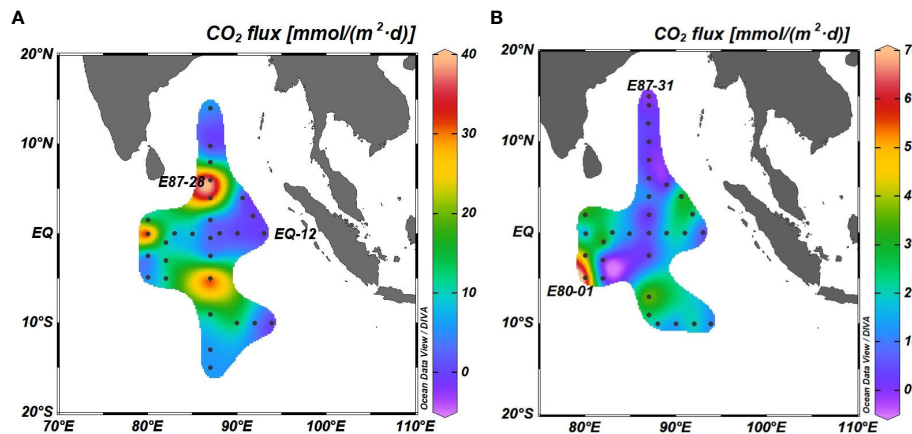 A
CO₂ flux [mmol/(m²·d)]
20°N
10°N
EQ
10°S
20°S
70°E
80°E
90°E
100°E
110°E
E87-28
EQ-12
40
30
20
10
0
Ocean Data View / DIVA
B
CO₂ flux [mmol/(m²·d)]
20°N
10°N
EQ
10°S
20°S
80°E
90°E
100°E
110°E
E87-31
E80-01
7
6
5
4
3
2
1
0
Ocean Data View / DIVA